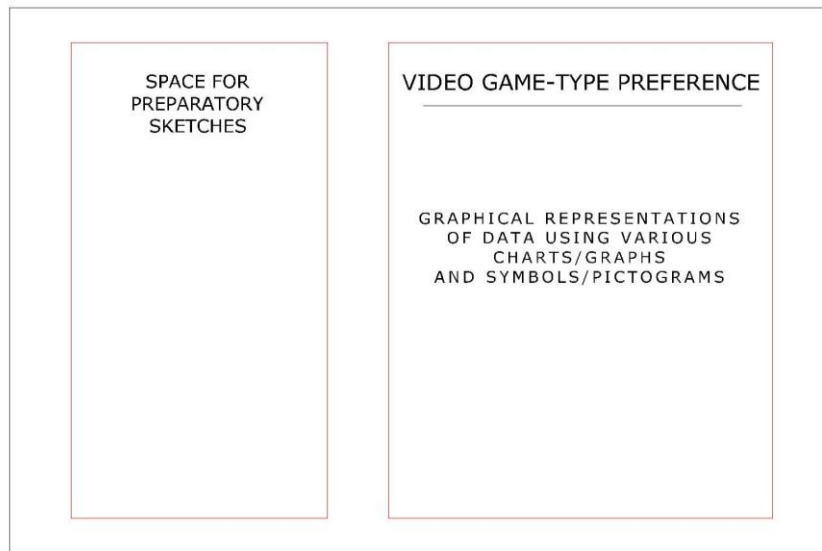 SPACE FOR
PREPARATORY
SKETCHES
VIDEO GAME-TYPE PREFERENCE
GRAPHICAL REPRESENTATIONS
OF DATA USING VARIOUS
CHARTS/GRAPHS
AND SYMBOLS/PICTOGRAMS